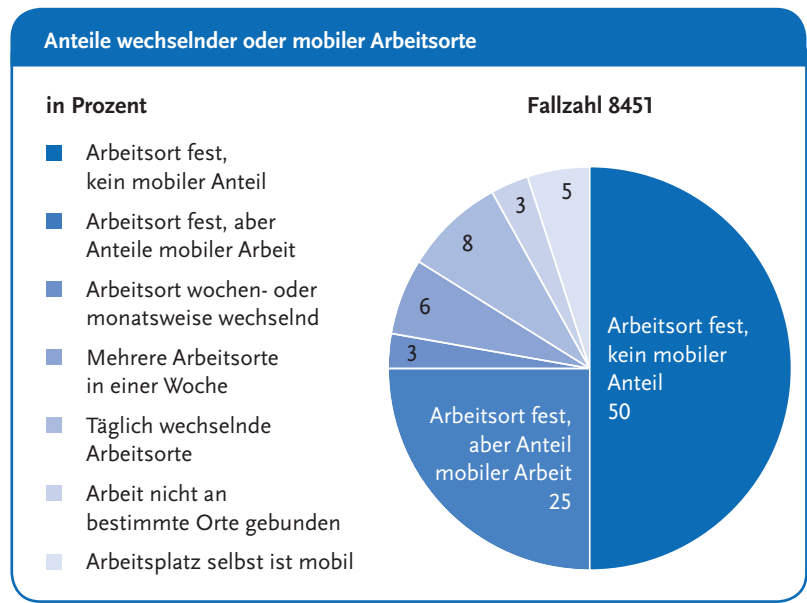 Anteile wechselnder oder mobiler Arbeitsorte
in Prozent
Arbeitsort fest,
kein mobiler Anteil
Arbeitsort fest, aber
Anteile mobiler Arbeit
Arbeitsort wochen- oder
monatsweise wechselnd
Mehrere Arbeitsorte
in einer Woche
Täglich wechselnde
Arbeitsorte
Arbeit nicht an
bestimmte Orte gebunden
Arbeitsplatz selbst ist mobil
Fallzahl 8451
Arbeitsort fest,
kein mobiler
Anteil
50
Arbeitsort fest,
aber Anteil
mobiler Arbeit
25
3
6
8
3
5